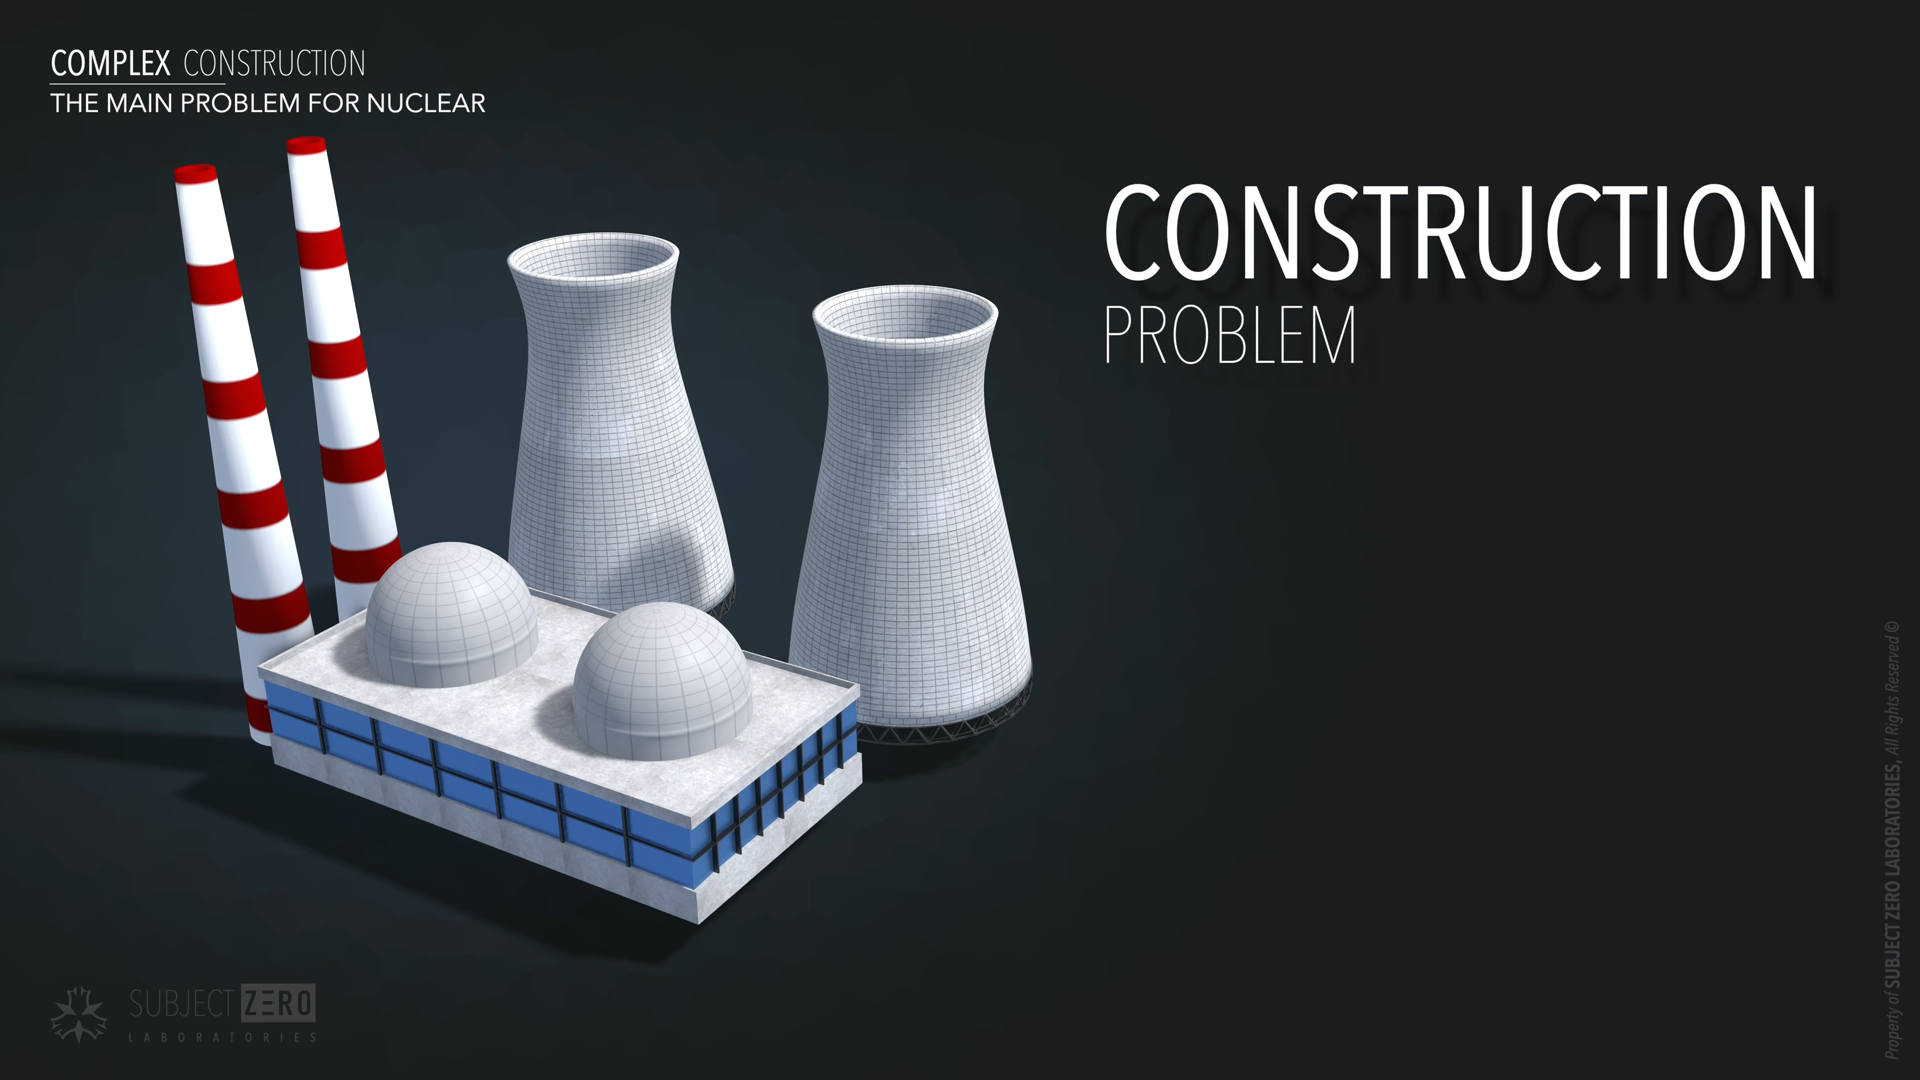 COMPLEX CONSTRUCTION
THE MAIN PROBLEM FOR NUCLEAR
CONSTRUCTION
PROBLEM
SUBJECT ZERO
LABORATORIES
Property of SUBJECT ZERO LABORATORIES, All Rights Reserved ©